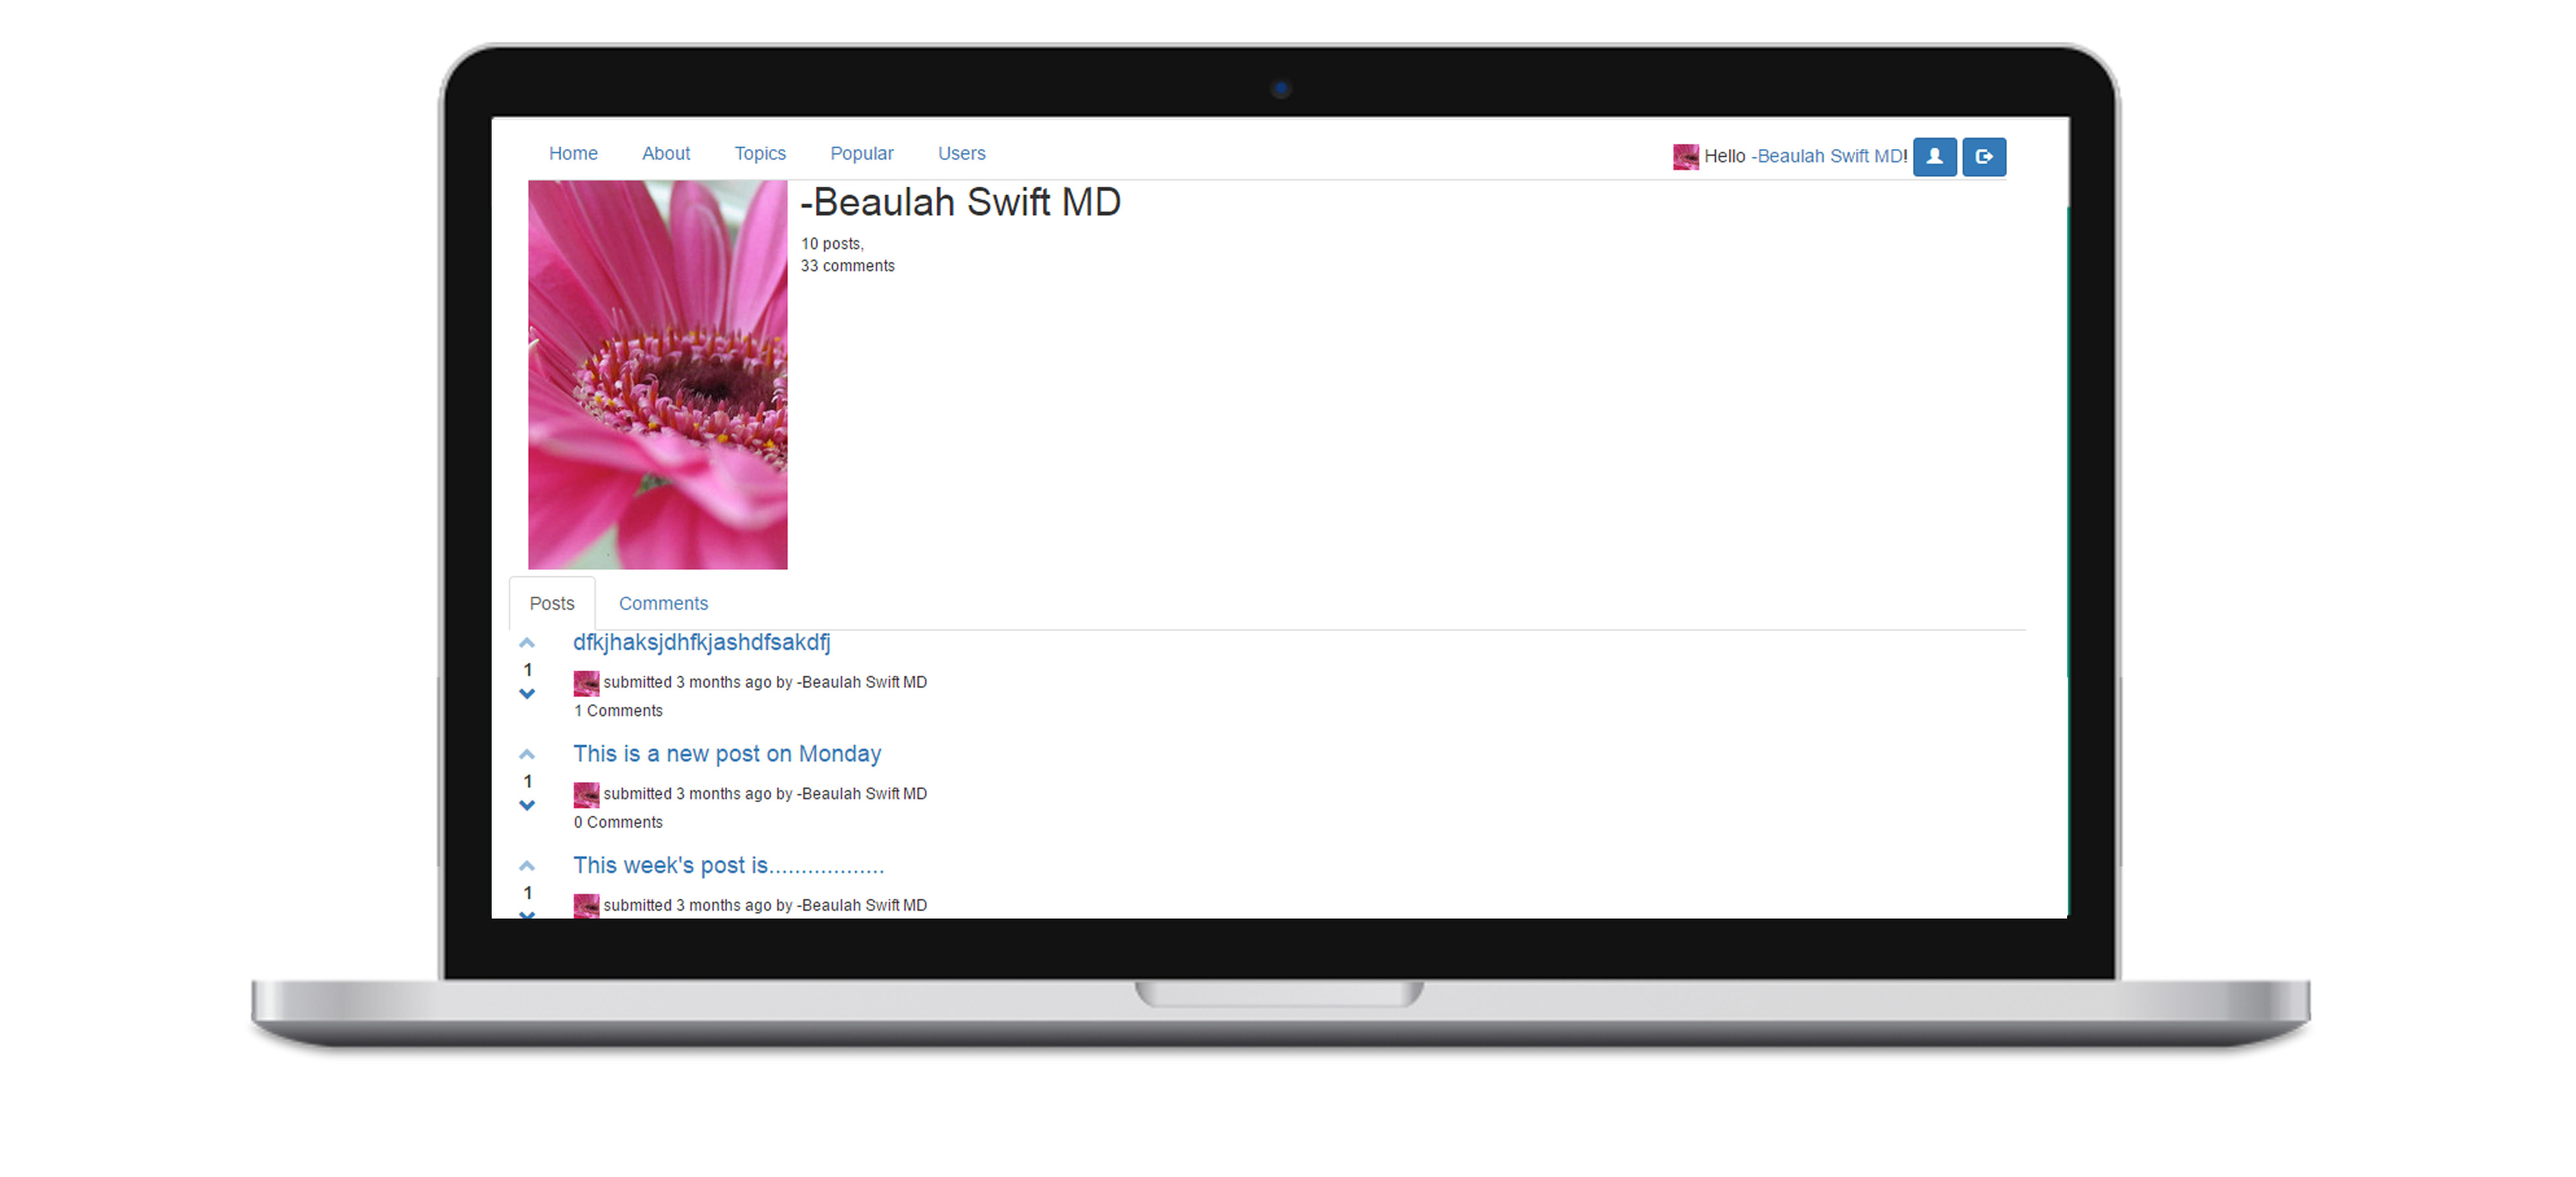 Home About Topics Popular Users Hello -Beaulah Swift MD!
-Beaulah Swift MD
10 posts,
33 comments
Posts Comments
dfkjhaksjdhfkjashdfsakdfj
1
submitted 3 months ago by -Beaulah Swift MD
1 Comments
This is a new post on Monday
1
submitted 3 months ago by -Beaulah Swift MD
0 Comments
This week's post is..................
1
submitted 3 months ago by -Beaulah Swift MD